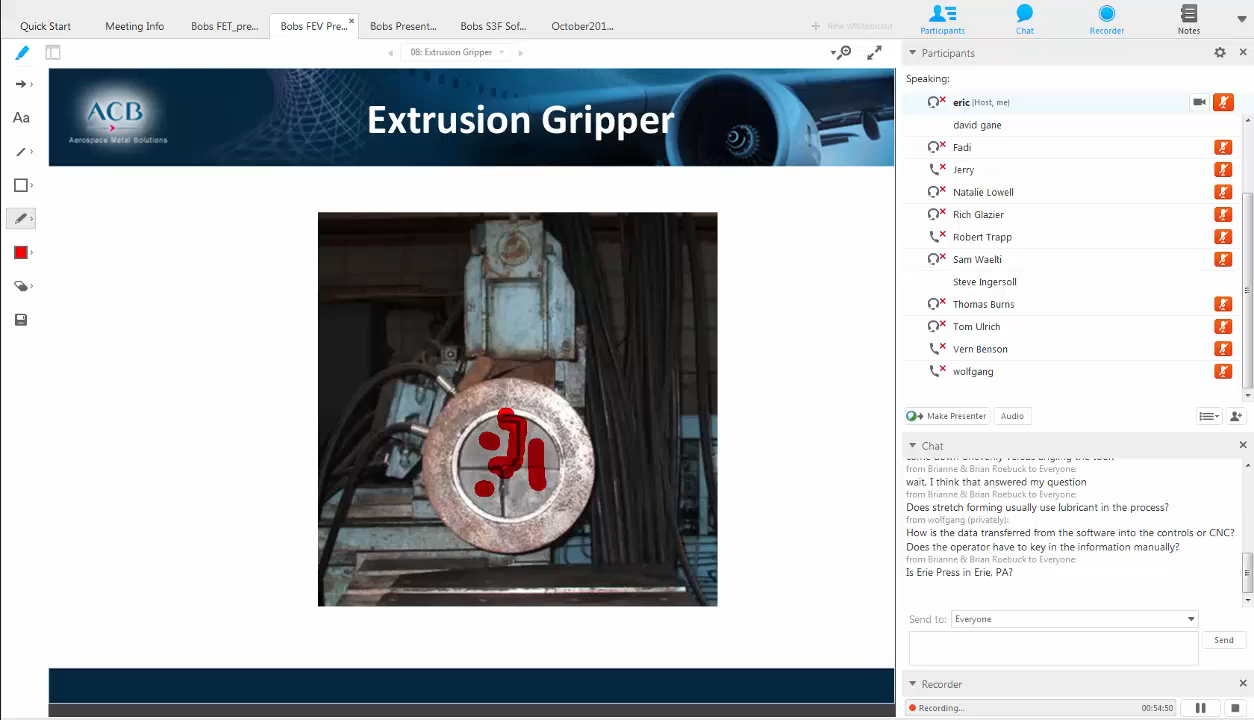 Quick Start
Meeting Info
Bobs FET_pre...
Bobs FEV Pre...
Bobs Present...
Bobs S3F Sof...
October201...
New Whiteboard
Participants
Chat
Recorder
Notes
08: Extrusion Gripper
Aa
ACB
Aerospace Metal Solutions
Extrusion Gripper
Participants
Speaking:
eric (Host, me)
david gane
Fadi
Jerry
Natalie Lowell
Rich Glazier
Robert Trapp
Sam Waelti
Steve Ingersoll
Thomas Burns
Tom Ulrich
Vern Benson
wolfgang
Make Presenter
Audio
Chat
from Brianne & Brian Roebuck to Everyone:
wait, I think that answered my question
from Brianne & Brian Roebuck to Everyone:
Does stretch forming usually use lubricant in the process?
from wolfgang (privately):
How is the data transferred from the software into the controls or CNC?
Does the operator have to key in the information manually?
from Brianne & Brian Roebuck to Everyone:
Is Erie Press in Erie, PA?
Send to:
Everyone
Send
Recorder
Recording...
00:54:50